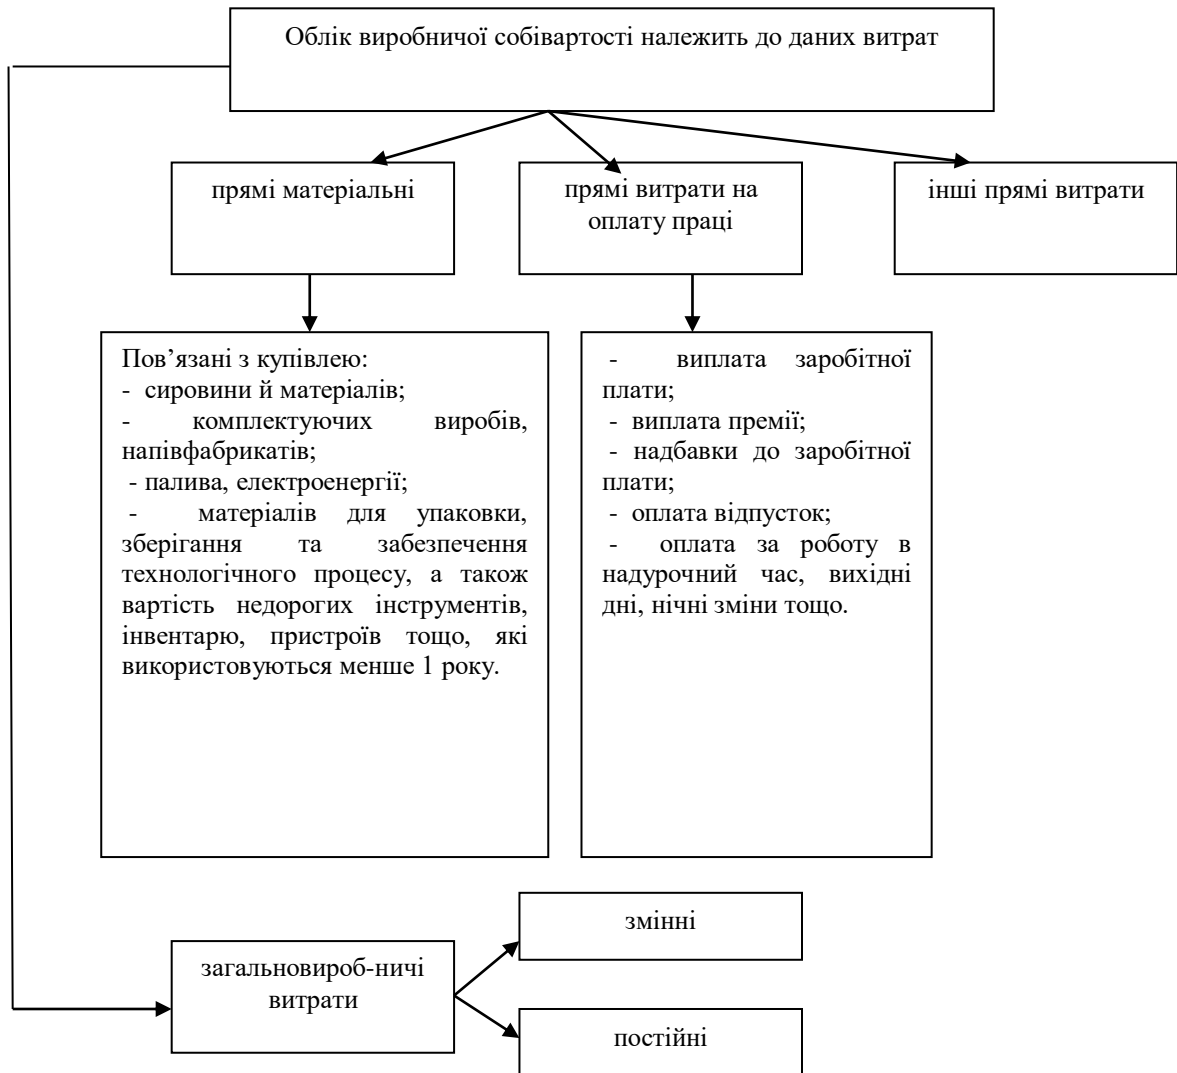 Облік виробничої собівартості належить до даних витрат
прямі матеріальні
прямі витрати на
оплату праці
інші прямі витрати
Пов’язані з купівлею:
- сировини й матеріалів;
- комплектуючих виробів,
напівфабрикатів;
- палива, електроенергії;
- матеріалів для упаковки,
зберігання та забезпечення
технологічного процесу, а також
вартість недорогих інструментів,
інвентарю, пристроїв тощо, які
використовуються менше 1 року.
- виплата заробітної
плати;
- виплата премії;
- надбавки до заробітної
плати;
- оплата відпусток;
- оплата за роботу в
надурочний час, вихідні
дні, нічні зміни тощо.
загальновироб-ничі
витрати
змінні
постійні